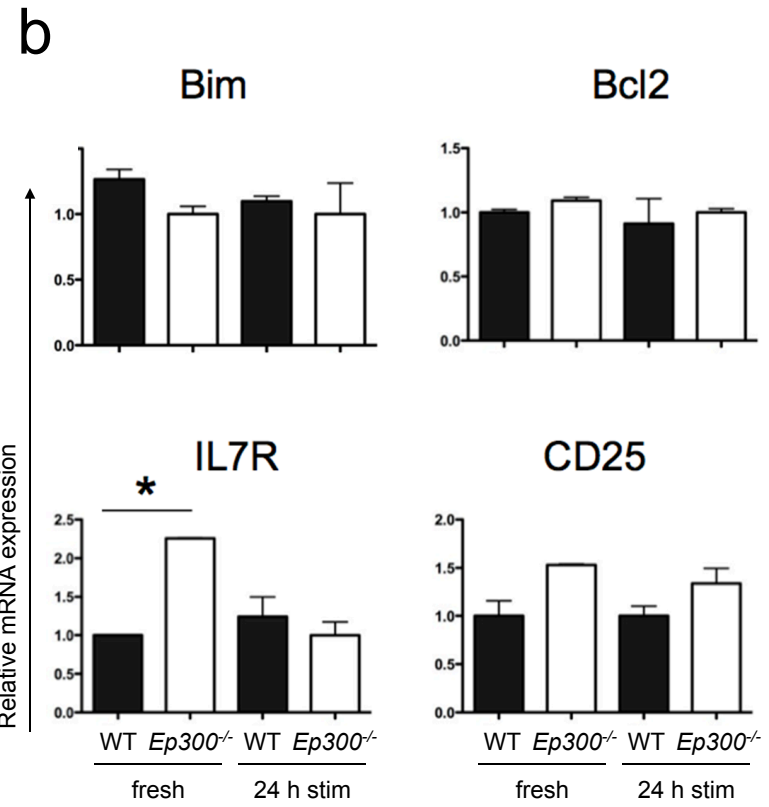 b
Bim
Bcl2
1.0
0.5
0.0
1.5
1.0
0.5
0.0
Relative mRNA expression
IL7R
CD25
*
2.5
2.0
1.5
1.0
0.5
0.0
2.0
1.5
1.0
0.5
0.0
WT Ep300-/- WT Ep300-/-
fresh 24 h stim
WT Ep300-/- WT Ep300-/-
fresh 24 h stim